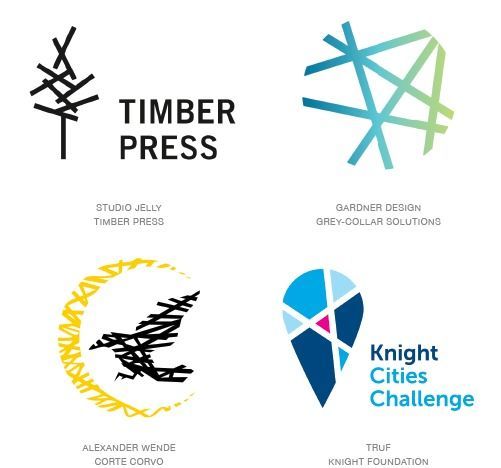 TIMBER
PRESS
STUDIO JELLY
TIMBER PRESS
GARDNER DESIGN
GREY-COLLAR SOLUTIONS
Knight
Cities
Challenge
ALEXANDER WENDE
CORTE CORVO
TRUF
KNIGHT FOUNDATION